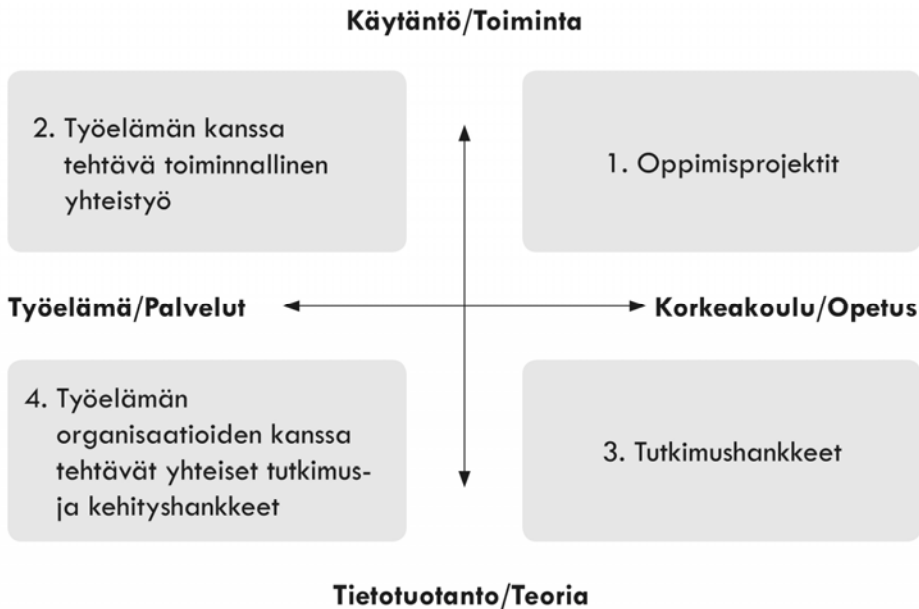 Käytäntö/Toiminta
2. Työelämän kanssa
tehtävä toiminnallinen
yhteistyö
1. Oppimisprojektit
Työelämä/Palvelut
Korkeakoulu/Opetus
4. Työelämän
organisaatioiden kanssa
tehtävät yhteiset tutkimus-
ja kehityshankkeet
3. Tutkimushankkeet
Tietotuotanto/Teoria